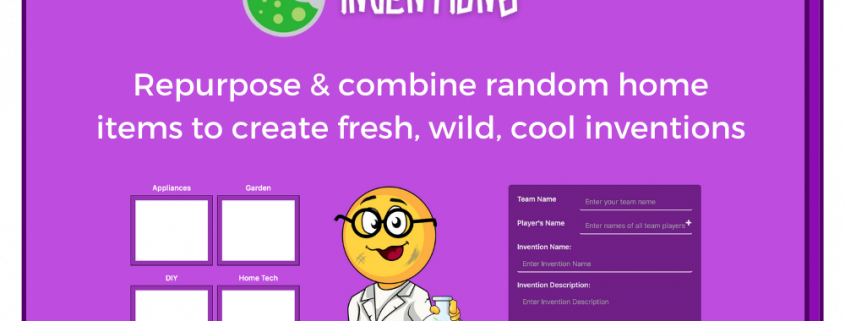 INVENTIONS
Repurpose & combine random home
items to create fresh, wild, cool inventions
Appliances
Garden
DIY
Home Tech
Team Name
Enter your team name
Player's Name
Enter names of all team players
+
Invention Name:
Enter Invention Name
Invention Description:
Enter Invention Description